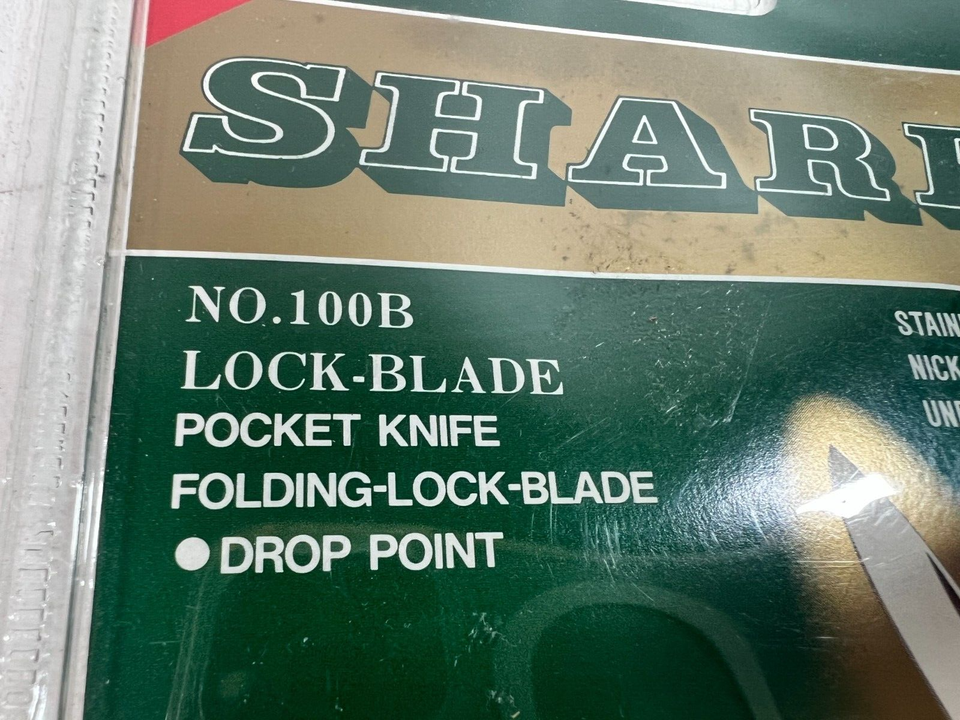 SHAR
NO.100B
LOCK-BLADE
POCKET KNIFE
FOLDING-LOCK-BLADE
●DROP POINT
STAIN
NICK
UN